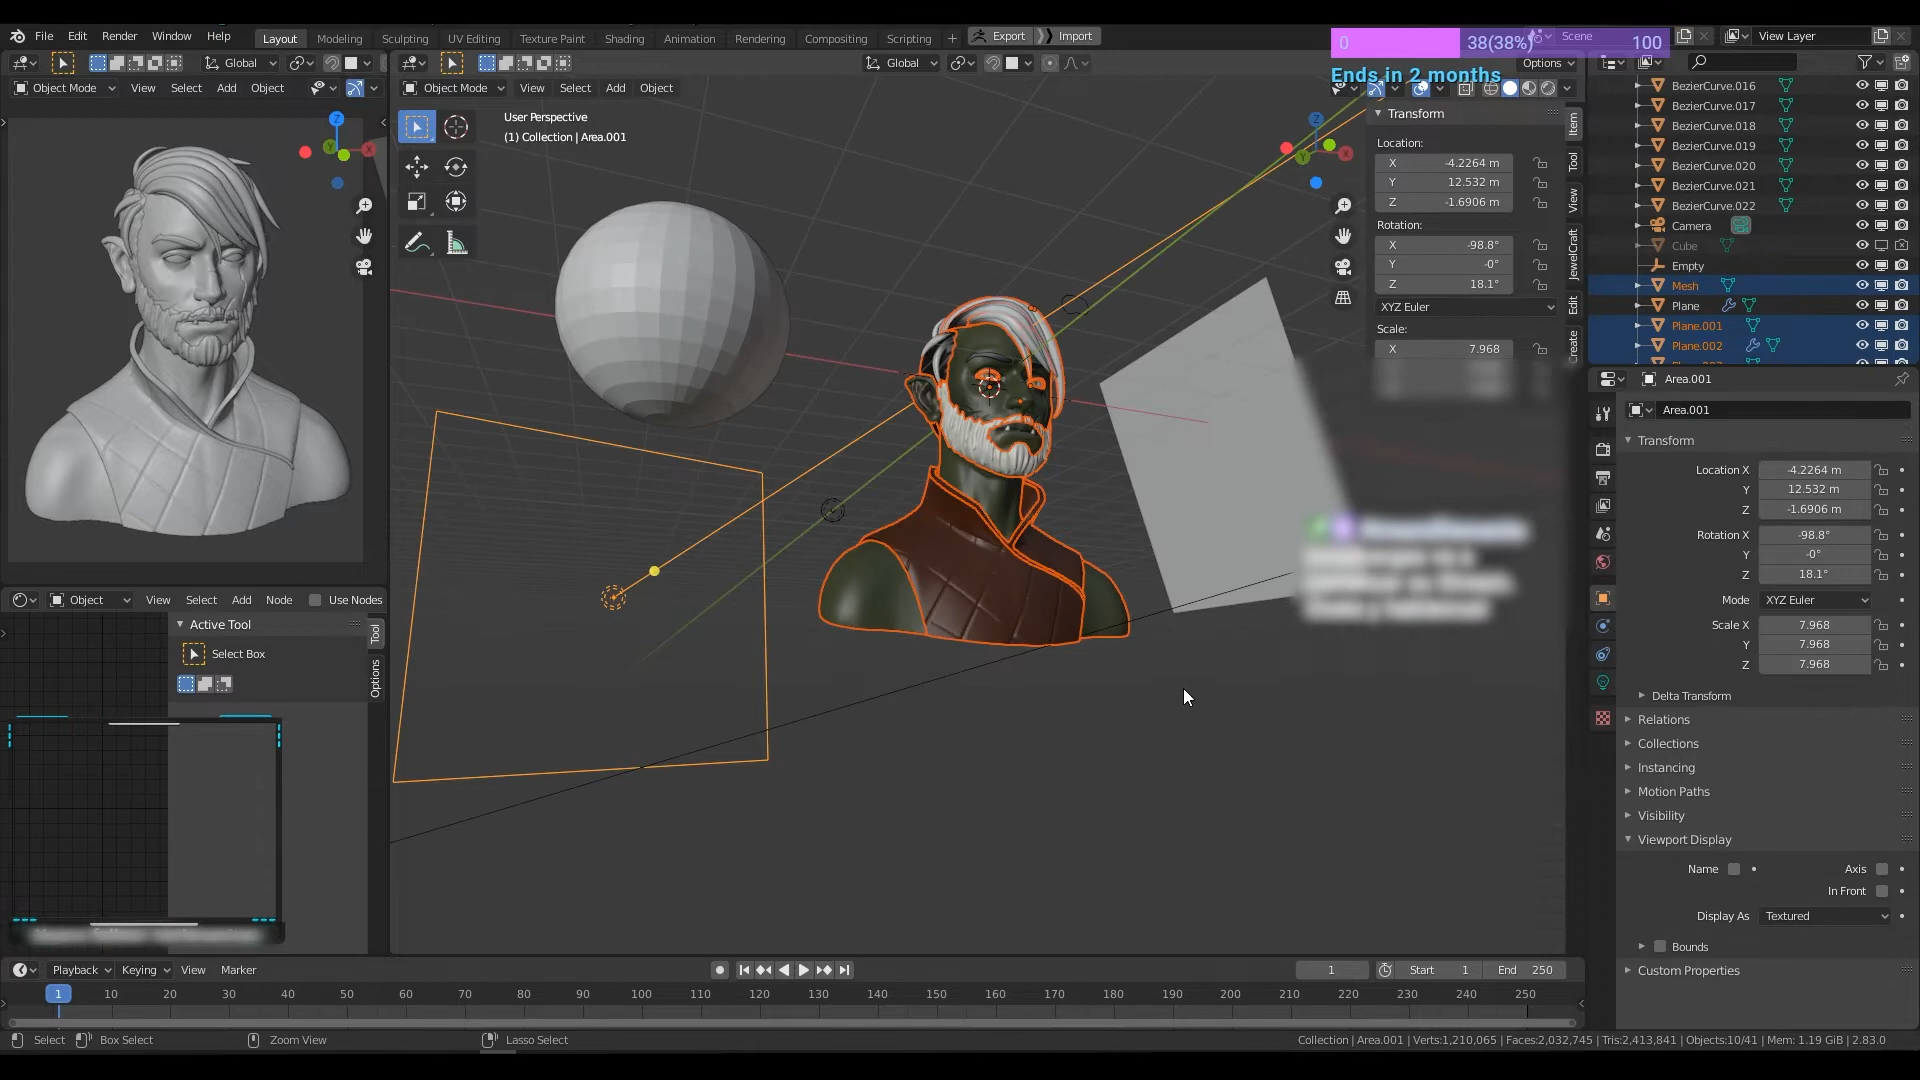 File Edit Render Window Help
Layout Modeling Sculpting UV Editing Texture Paint Shading Animation Rendering Compositing Scripting + Export Import
0 38(38%) 100
Scene View Layer
Ends in 2 months
Global
Object Mode View Select Add Object
Global
Options
Object Mode View Select Add Object
User Perspective
(1) Collection | Area.001
Z
Y
X
Z
Y
X
Transform
Location:
X -4.2264 m
Y 12.532 m
Z -1.6906 m
Rotation:
X -98.8°
Y -0°
Z 18.1°
XYZ Euler
Scale:
X 7.968
Item
Tool
View
JewelCraft
Edit
Create
BezierCurve.016
BezierCurve.017
BezierCurve.018
BezierCurve.019
BezierCurve.020
BezierCurve.021
BezierCurve.022
Camera
Cube
Empty
Mesh
Plane
Plane.001
Plane.002
Area.001
Area.001
Transform
Location X -4.2264 m
Y 12.532 m
Z -1.6906 m
Rotation X -98.8°
Y -0°
Z 18.1°
Mode XYZ Euler
Scale X 7.968
Y 7.968
Z 7.968
Delta Transform
Relations
Collections
Instancing
Motion Paths
Visibility
Viewport Display
Name Axis
In Front
Display As Textured
Bounds
Custom Properties
Object View Select Add Node Use Nodes
Active Tool
Select Box
Tool
Options
Playback Keying View Marker
1 Start 1 End 250
1 10 20 30 40 50 60 70 80 90 100 110 120 130 140 150 160 170 180 190 200 210 220 230 240 250
Select Box Select Zoom View Lasso Select
Collection | Area.001 | Verts:1,210,065 | Faces:2,032,745 | Tris:2,413,841 | Objects:10/41 | Mem: 1.19 GiB | 2.83.0